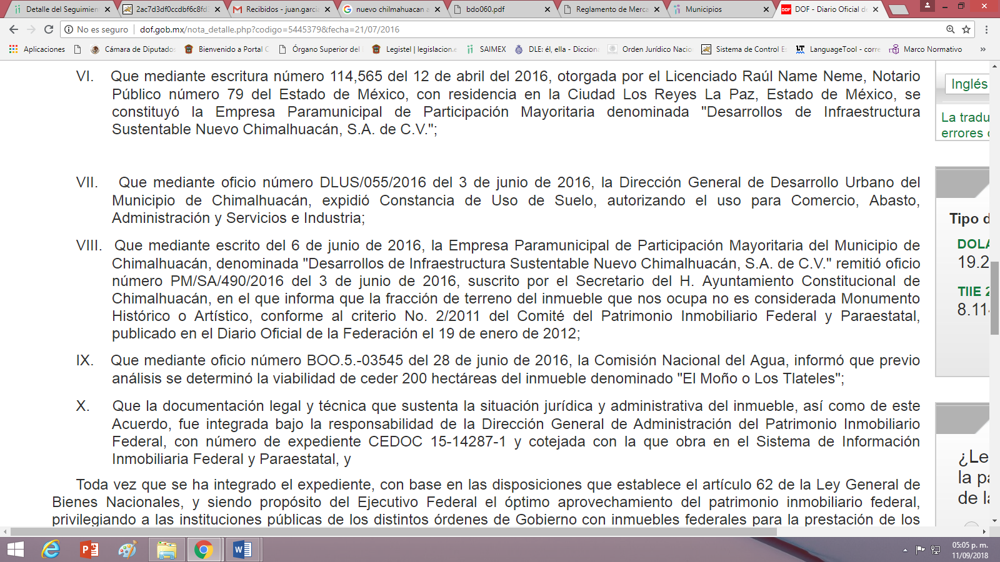 Detalle del Seguimien
2ac7d3df0ccdbf6c8fd
Recibidos - juan.garcia
nuevo chilmahuacan a
bdo060.pdf
Reglamento de Merca
Municipios
DOF - Diario Oficial d
No es seguro
dof.gob.mx/nota_detalle.php?codigo=5445379&fecha=21/07/2016
Aplicaciones
Cámara de Diputados
Bienvenido a Portal C
Órgano Superior del
Legistel | legislacion.e
SAIMEX
DLE: él, ella - Diccion
Orden Jurídico Nacio
Sistema de Control E
LanguageTool - corre
Marco Normativo
»
VI. Que mediante escritura número 114,565 del 12 de abril del 2016, otorgada por el Licenciado Raúl Name Neme, Notario
Público número 79 del Estado de México, con residencia en la Ciudad Los Reyes La Paz, Estado de México, se
constituyó la Empresa Paramunicipal de Participación Mayoritaria denominada "Desarrollos de Infraestructura
Sustentable Nuevo Chimalhuacán, S.A. de C.V.";
VII. Que mediante oficio número DLUS/055/2016 del 3 de junio de 2016, la Dirección General de Desarrollo Urbano del
Municipio de Chimalhuacán, expidió Constancia de Uso de Suelo, autorizando el uso para Comercio, Abasto,
Administración y Servicios e Industria;
VIII. Que mediante escrito del 6 de junio de 2016, la Empresa Paramunicipal de Participación Mayoritaria del Municipio de
Chimalhuacán, denominada "Desarrollos de Infraestructura Sustentable Nuevo Chimalhuacán, S.A. de C.V." remitió oficio
número PM/SA/490/2016 del 3 de junio de 2016, suscrito por el Secretario del H. Ayuntamiento Constitucional de
Chimalhuacán, en el que informa que la fracción de terreno del inmueble que nos ocupa no es considerada Monumento
Histórico o Artístico, conforme al criterio No. 2/2011 del Comité del Patrimonio Inmobiliario Federal y Paraestatal,
publicado en el Diario Oficial de la Federación el 19 de enero de 2012;
IX. Que mediante oficio número BOO.5.-03545 del 28 de junio de 2016, la Comisión Nacional del Agua, informó que previo
análisis se determinó la viabilidad de ceder 200 hectáreas del inmueble denominado "El Moño o Los Tlateles";
X. Que la documentación legal y técnica que sustenta la situación jurídica y administrativa del inmueble, así como de este
Acuerdo, fue integrada bajo la responsabilidad de la Dirección General de Administración del Patrimonio Inmobiliario
Federal, con número de expediente CEDOC 15-14287-1 y cotejada con la que obra en el Sistema de Información
Inmobiliaria Federal y Paraestatal, y
Toda vez que se ha integrado el expediente, con base en las disposiciones que establece el artículo 62 de la Ley General de
Bienes Nacionales, y siendo propósito del Ejecutivo Federal el óptimo aprovechamiento del patrimonio inmobiliario federal,
privilegiando a las instituciones públicas de los distintos órdenes de Gobierno con inmuebles federales para la prestación de los
Inglés
La tradu
errores
Tipo d
DOLA
19.2
TIIE 2
8.11
¿Le
la pa
de la
05:05 p. m.
11/09/2018